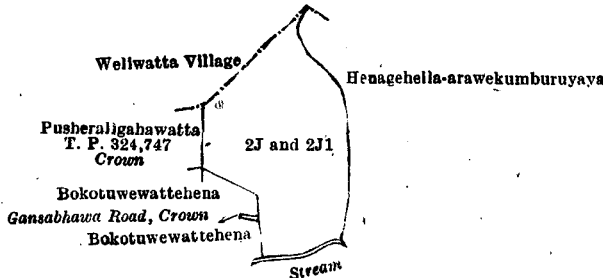 Weliwatta Village
Henagehella-arawekumburuyaya
Pusheraligahawatta
T. P. 324,747
Crown
2J and 2J1
Bokotuwewattehena
Gansabhawa Road, Crown
Bokotuwewattehena
Stream